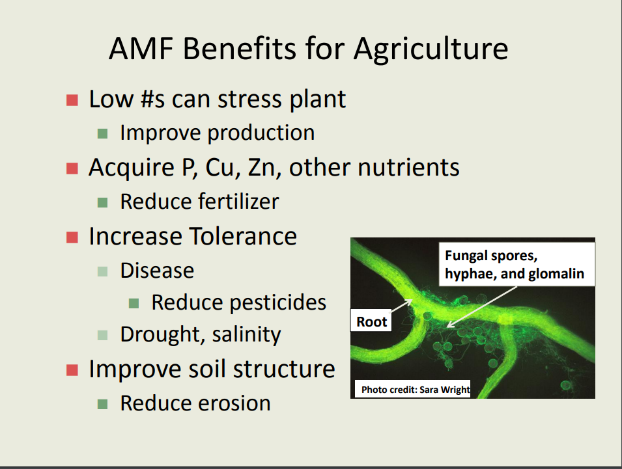 AMF Benefits for Agriculture
Low #s can stress plant
Improve production
Acquire P, Cu, Zn, other nutrients
Reduce fertilizer
Increase Tolerance
Disease
Reduce pesticides
Drought, salinity
Improve soil structure
Reduce erosion
Fungal spores,
hyphae, and glomalin
Root
Photo credit: Sara Wright